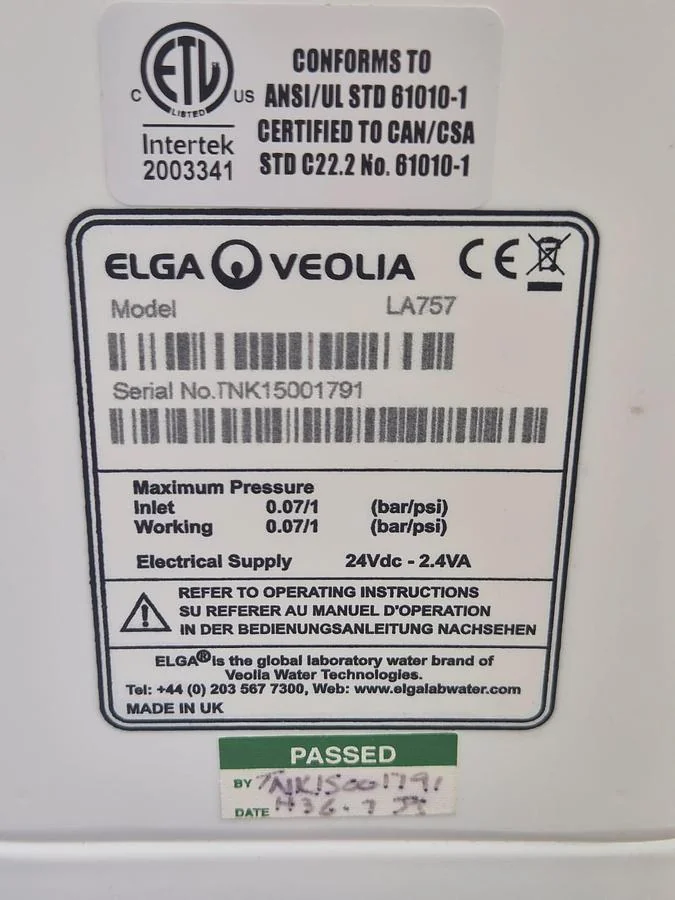 ETL
C US
LISTED
Intertek
2003341
CONFORMS TO
ANSI/UL STD 61010-1
CERTIFIED TO CAN/CSA
STD C22.2 No. 61010-1
ELGA VEOLIA CE
Model LA757
Serial No.TNK15001791
Maximum Pressure
Inlet 0.07/1 (bar/psi)
Working 0.07/1 (bar/psi)
Electrical Supply 24Vdc - 2.4VA
REFER TO OPERATING INSTRUCTIONS
SU REFERER AU MANUEL D'OPERATION
IN DER BEDIENUNGSANLEITUNG NACHSEHEN
ELGA® is the global laboratory water brand of
Veolia Water Technologies.
Tel: +44 (0) 203 567 7300, Web: www.elgalabwater.com
MADE IN UK
PASSED
BY TNK15001791
DATE